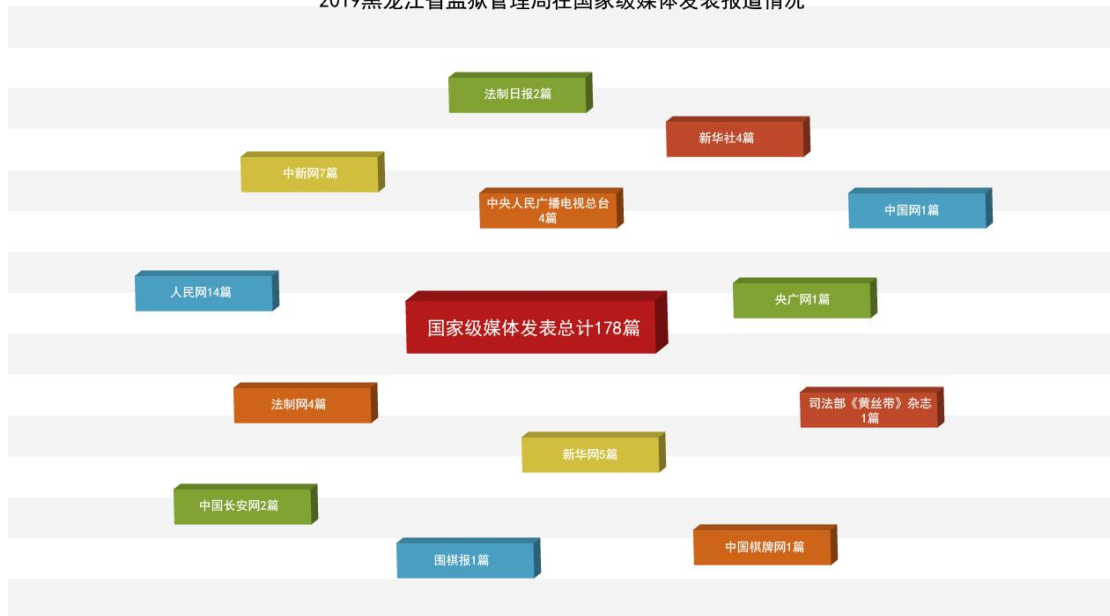 2019黑龙江省监狱管理局在国家级媒体发表报道情况
法制日报2篇
新华社4篇
中新网7篇
中央人民广播电视总台
4篇
中国网1篇
人民网14篇
央广网1篇
国家级媒体发表总计178篇
法制网4篇
司法部《黄丝带》杂志
1篇
新华网5篇
中国长安网2篇
中国棋牌网1篇
围棋报1篇